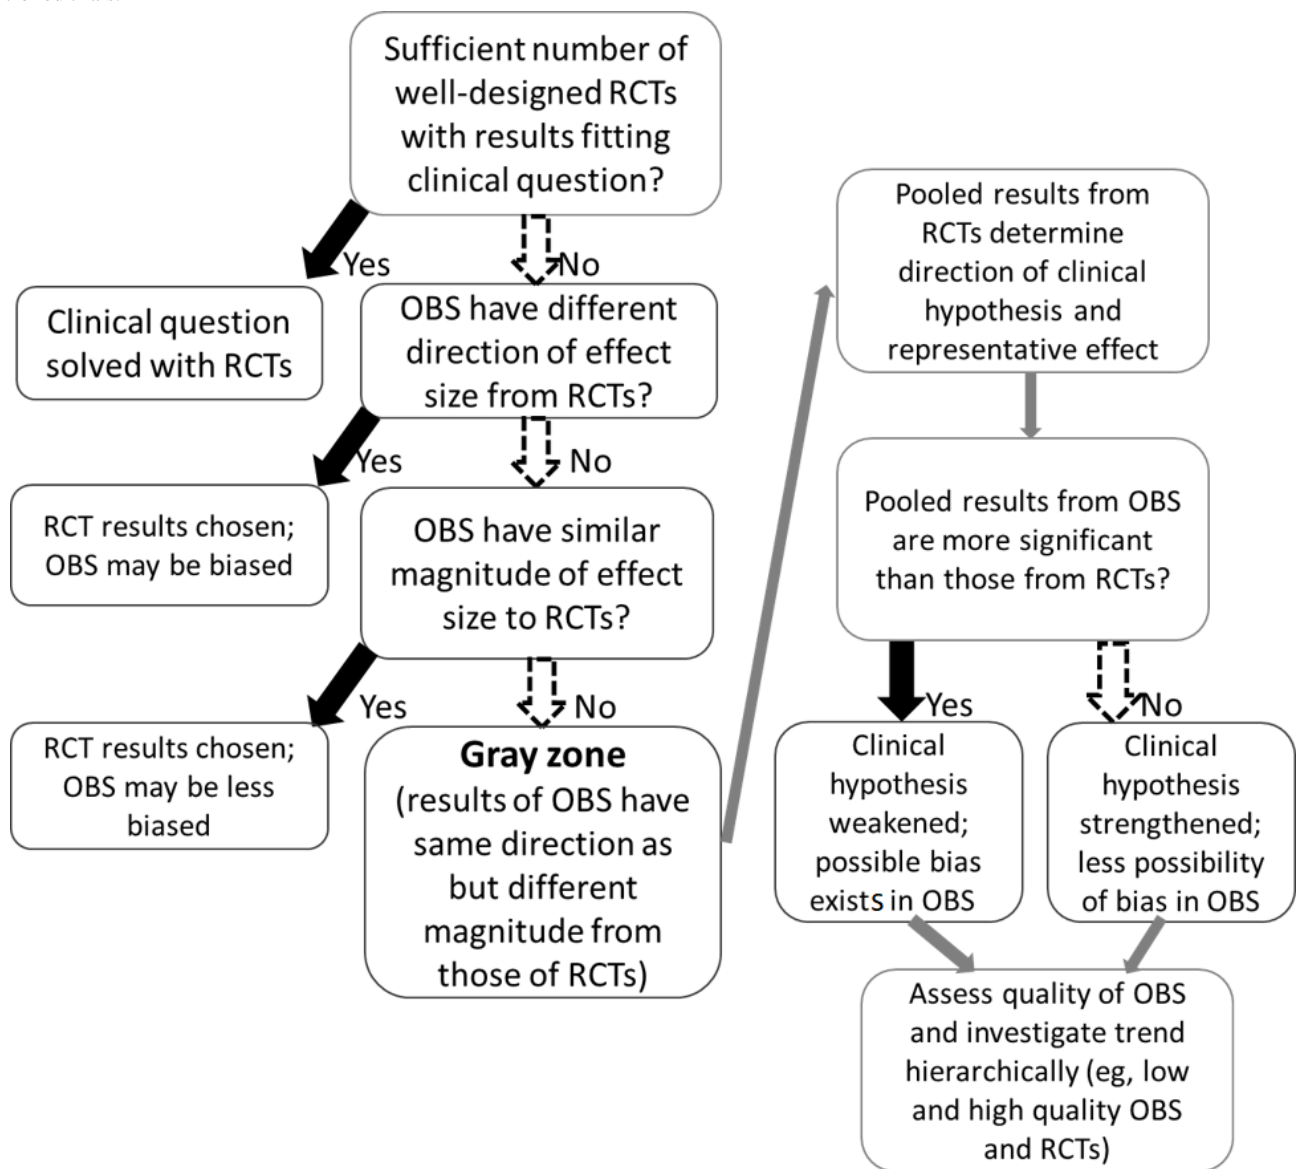 Sufficient number of
well-designed RCTs
with results fitting
clinical question?
Yes
No
Clinical question
solved with RCTs
OBS have different
direction of effect
size from RCTs?
Yes
No
RCT results chosen;
OBS may be biased
OBS have similar
magnitude of effect
size to RCTs?
Yes
No
RCT results chosen;
OBS may be less
biased
Gray zone
(results of OBS have
same direction as
but different
magnitude from
those of RCTs)
Pooled results from
RCTs determine
direction of clinical
hypothesis and
representative effect
Pooled results from OBS
are more significant
than those from RCTs?
Yes
No
Clinical
hypothesis
weakened;
possible bias
exists in OBS
Clinical
hypothesis
strengthened;
less possibility
of bias in OBS
Assess quality of OBS
and investigate trend
hierarchically (eg, low
and high quality OBS
and RCTs)